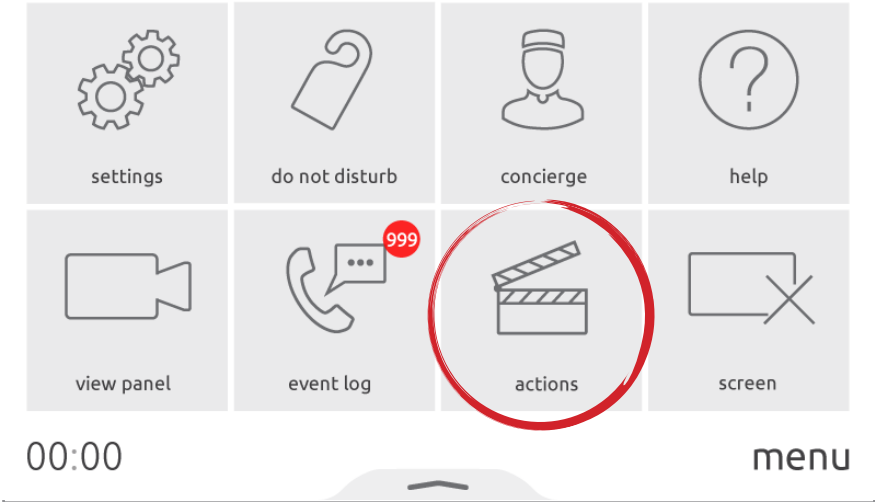 settings
do not disturb
concierge
help
999
view panel
event log
actions
screen
00:00
menu